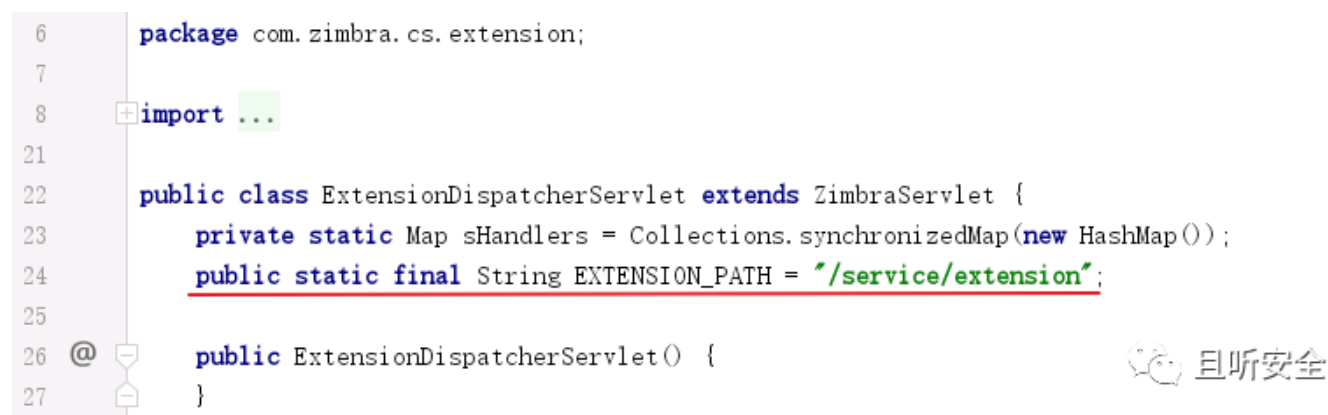 6 package com.zimbra.cs.extension;
7
8 import ...
21
22 public class ExtensionDispatcherServlet extends ZimbraServlet {
23 private static Map sHandlers = Collections.synchronizedMap(new HashMap());
24 public static final String EXTENSION_PATH = "/service/extension";
25
26 @ public ExtensionDispatcherServlet() {
27 }
且听安全